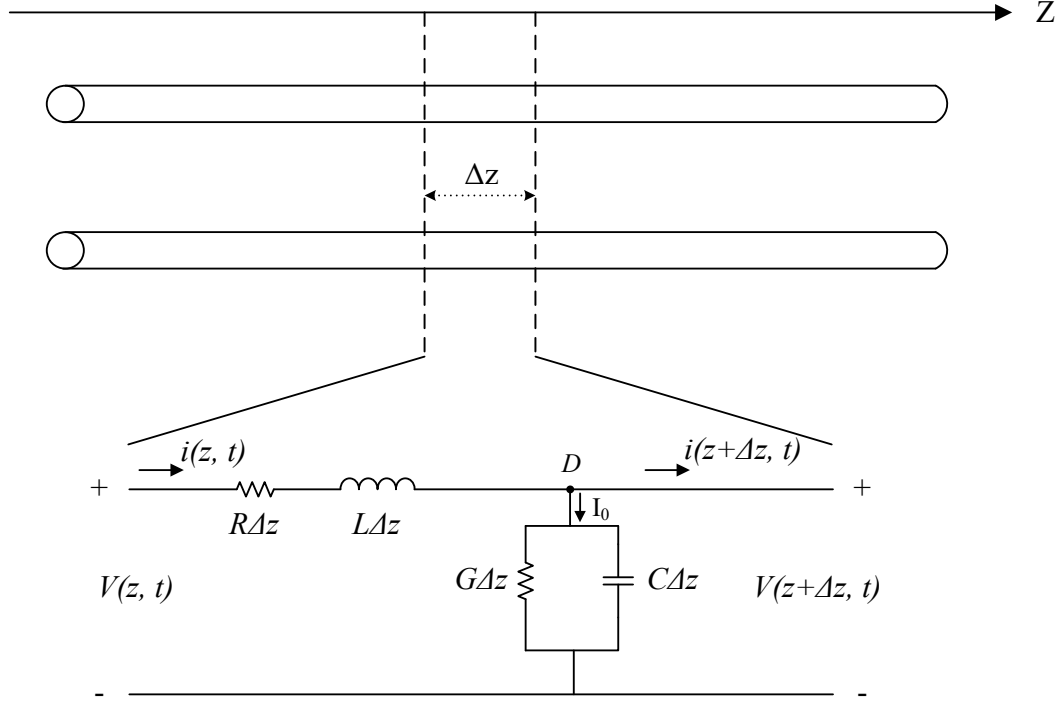 Z
Δz
i(z, t)
i(z+Δz, t)
D
+
+
I₀
RΔz
LΔz
GΔz
CΔz
V(z, t)
V(z+Δz, t)
-
-